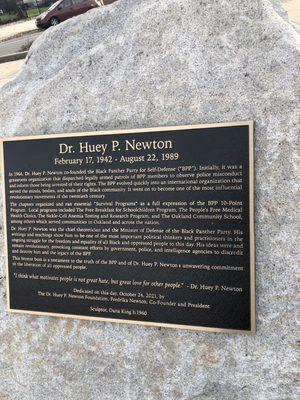 Dr. Huey P. Newton
February 17, 1942 - August 22, 1989
In 1966, Dr. Huey P. Newton co-founded the Black Panther Party for Self-Defense ("BPP"). Initially, it was a
grassroots organization that dispatched legally armed patrols of BPP members to observe police misconduct
and inform those being arrested of their rights. The BPP evolved quickly into an international organization that
served the minds, bodies, and souls of the Black community. It went on to become one of the most influential
revolutionary movements of the twentieth century.
The chapters organized and ran essential "Survival Programs" as a full expression of the BPP 10-Point
Program. Local programs included The Free Breakfast for Schoolchildren Program, The People's Free Medical
Health Clinics, The Sickle-Cell Anemia Testing and Research Program, and The Oakland Community School,
among others which served communities in Oakland and across the nation.
Dr. Huey P. Newton was the chief theoretician and the Minister of Defense of the Black Panther Party. His
writings and teachings show him to be one of the most important political thinkers and practitioners in the
ongoing struggle for the freedom and equality of all Black and oppressed people to this day. His ideas were and
remain revolutionary, provoking constant efforts by government, police, and intelligence agencies to discredit
and destroy him and the legacy of the BPP.
This bronze bust is a testament to the truth of the BPP and of Dr. Huey P. Newton's unwavering commitment
to the liberation of all oppressed people.
"I think what motivates people is not great hate, but great love for other people." - Dr. Huey P. Newton
Dedicated on this day, October 24, 2021, by
The Dr. Huey P. Newton Foundation, Fredrika Newton, Co-Founder and President
Sculptor, Dana King b.1960